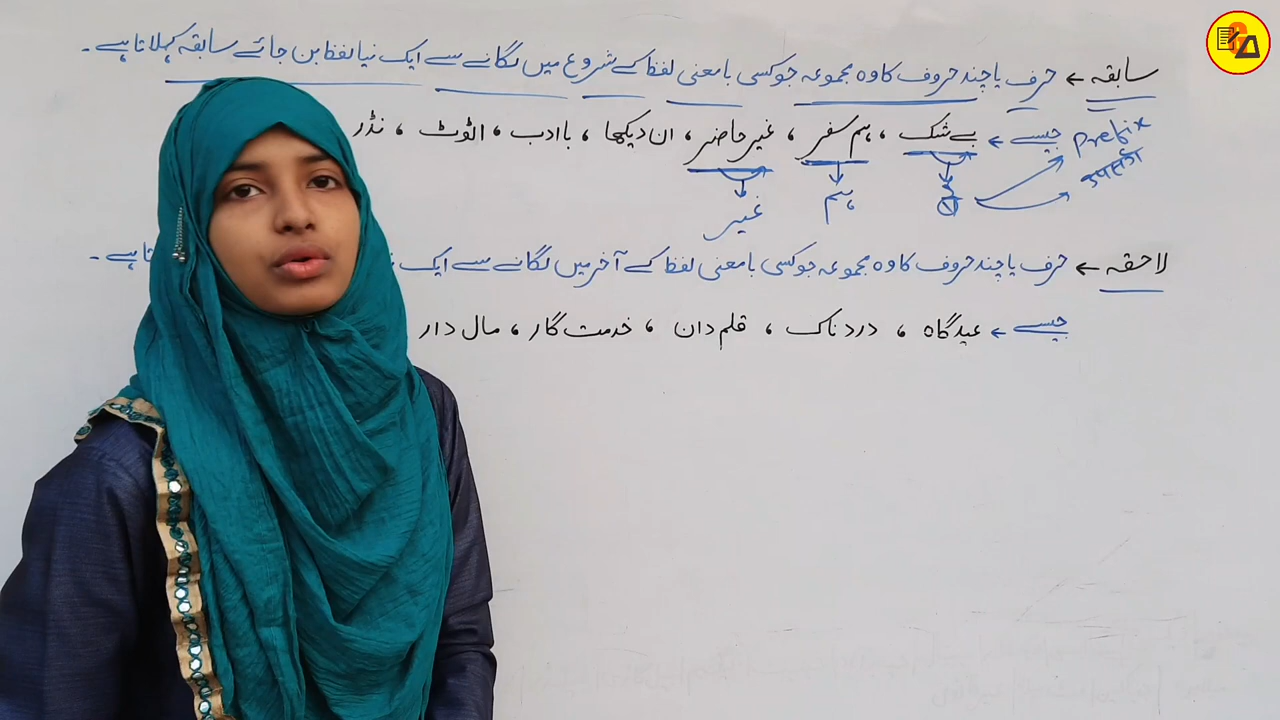 سابقہ ← حرف یا چند حروف کا وہ مجموعہ جو کسی بامعنی لفظ کے شروع میں لگانے سے ایک نیا لفظ بن جائے سابقہ کہلاتا ہے۔
جیسے ← بے شک ، ہم سفر ، غیر حاضر ، ان دیکھا ، باادب ، الوٹ ، نڈر
Prefix
उपसर्ग
بے ہم غیر
لاحقہ ← حرف یا چند حروف کا وہ مجموعہ جو کسی بامعنی لفظ کے آخر میں لگانے سے ایک ہے۔
جیسے ← عیدگاہ ، دردناک ، قلم دان ، خدمت گار ، مال دار